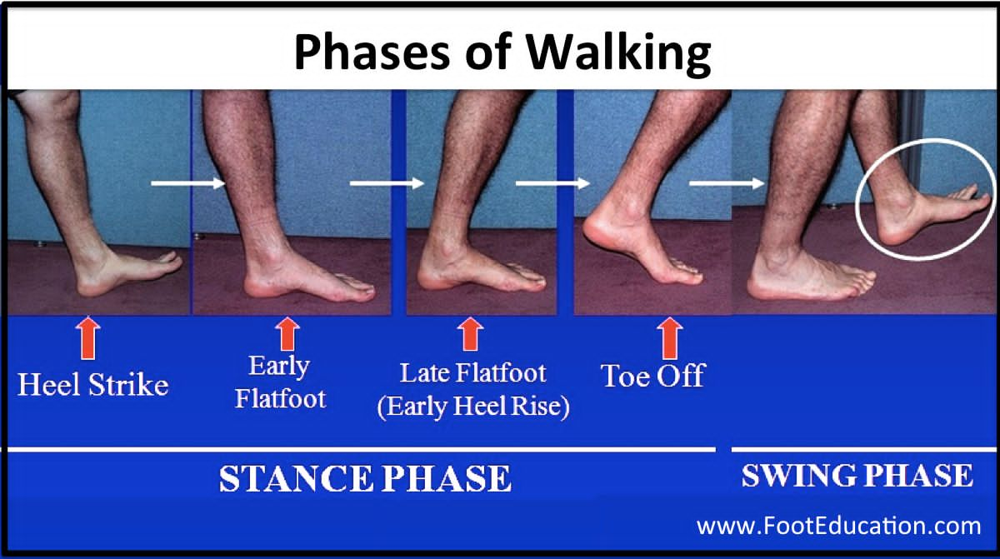 Phases of Walking
Heel Strike
Early
Flatfoot
Late Flatfoot
(Early Heel Rise)
Toe Off
STANCE PHASE
SWING PHASE
www.FootEducation.com